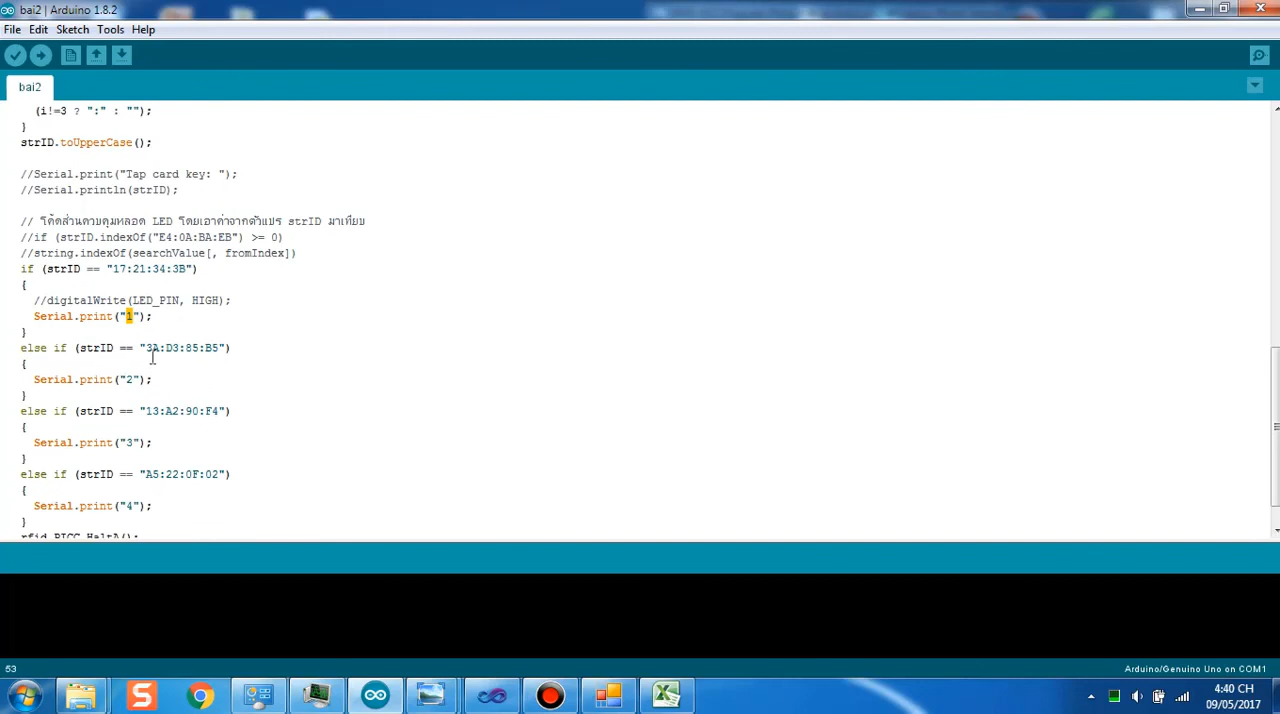 bai2 | Arduino 1.8.2
File Edit Sketch Tools Help
bai2
(i!=3 ? ":" : "");
}
strID.toUpperCase();
//Serial.print("Tap card key: ");
//Serial.println(strID);
// โค้ดส่วนควบคุมหลอด LED โดยเอาค่าจากตัวแปร strID มาเทียบ
//if (strID.indexOf("E4:0A:BA:EB") >= 0)
//string.indexOf(searchValue[, fromIndex])
if (strID == "17:21:34:3B")
{
//digitalWrite(LED_PIN, HIGH);
Serial.print("1");
}
else if (strID == "3A:D3:85:B5")
{
Serial.print("2");
}
else if (strID == "13:A2:90:F4")
{
Serial.print("3");
}
else if (strID == "A5:22:0F:02")
{
Serial.print("4");
}
rfid.PICC_HaltA();
53
Arduino/Genuino Uno on COM1
4:40 CH
09/05/2017